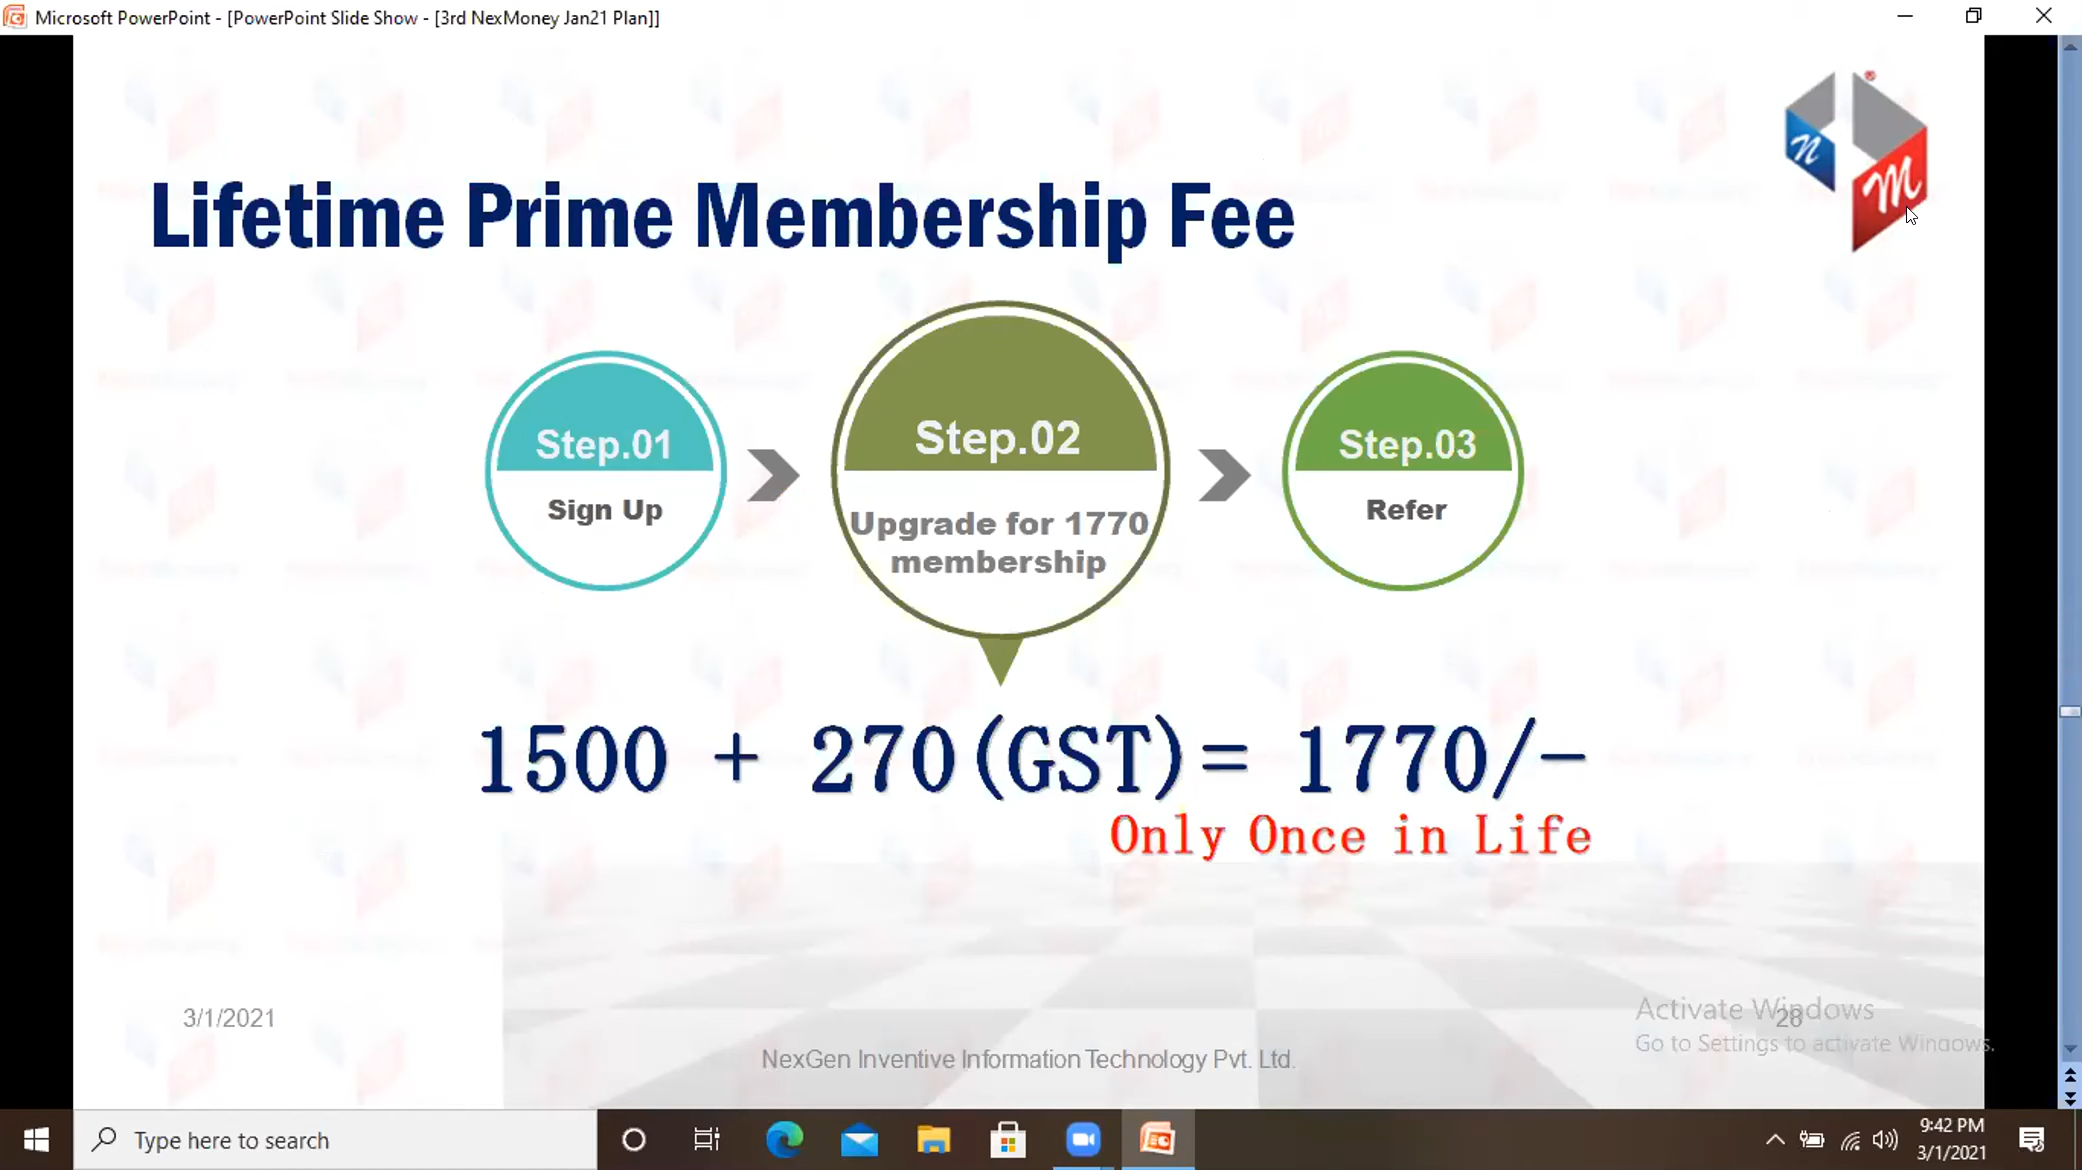 Microsoft PowerPoint - [PowerPoint Slide Show - [3rd NexMoney Jan21 Plan]]
n
M
Lifetime Prime Membership Fee
Step.01
Sign Up
Step.02
Upgrade for 1770
membership
Step.03
Refer
1500 + 270(GST)= 1770/-
Only Once in Life
3/1/2021
28
Activate Windows
Go to Settings to activate Windows.
NexGen Inventive Information Technology Pvt. Ltd.
Type here to search
9:42 PM
3/1/2021